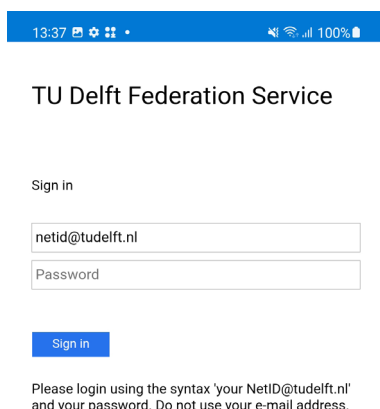 13:37 100%
TU Delft Federation Service
Sign in
netid@tudelft.nl
Password
Sign in
Please login using the syntax 'your NetID@tudelft.nl'
and your password. Do not use your e-mail address.